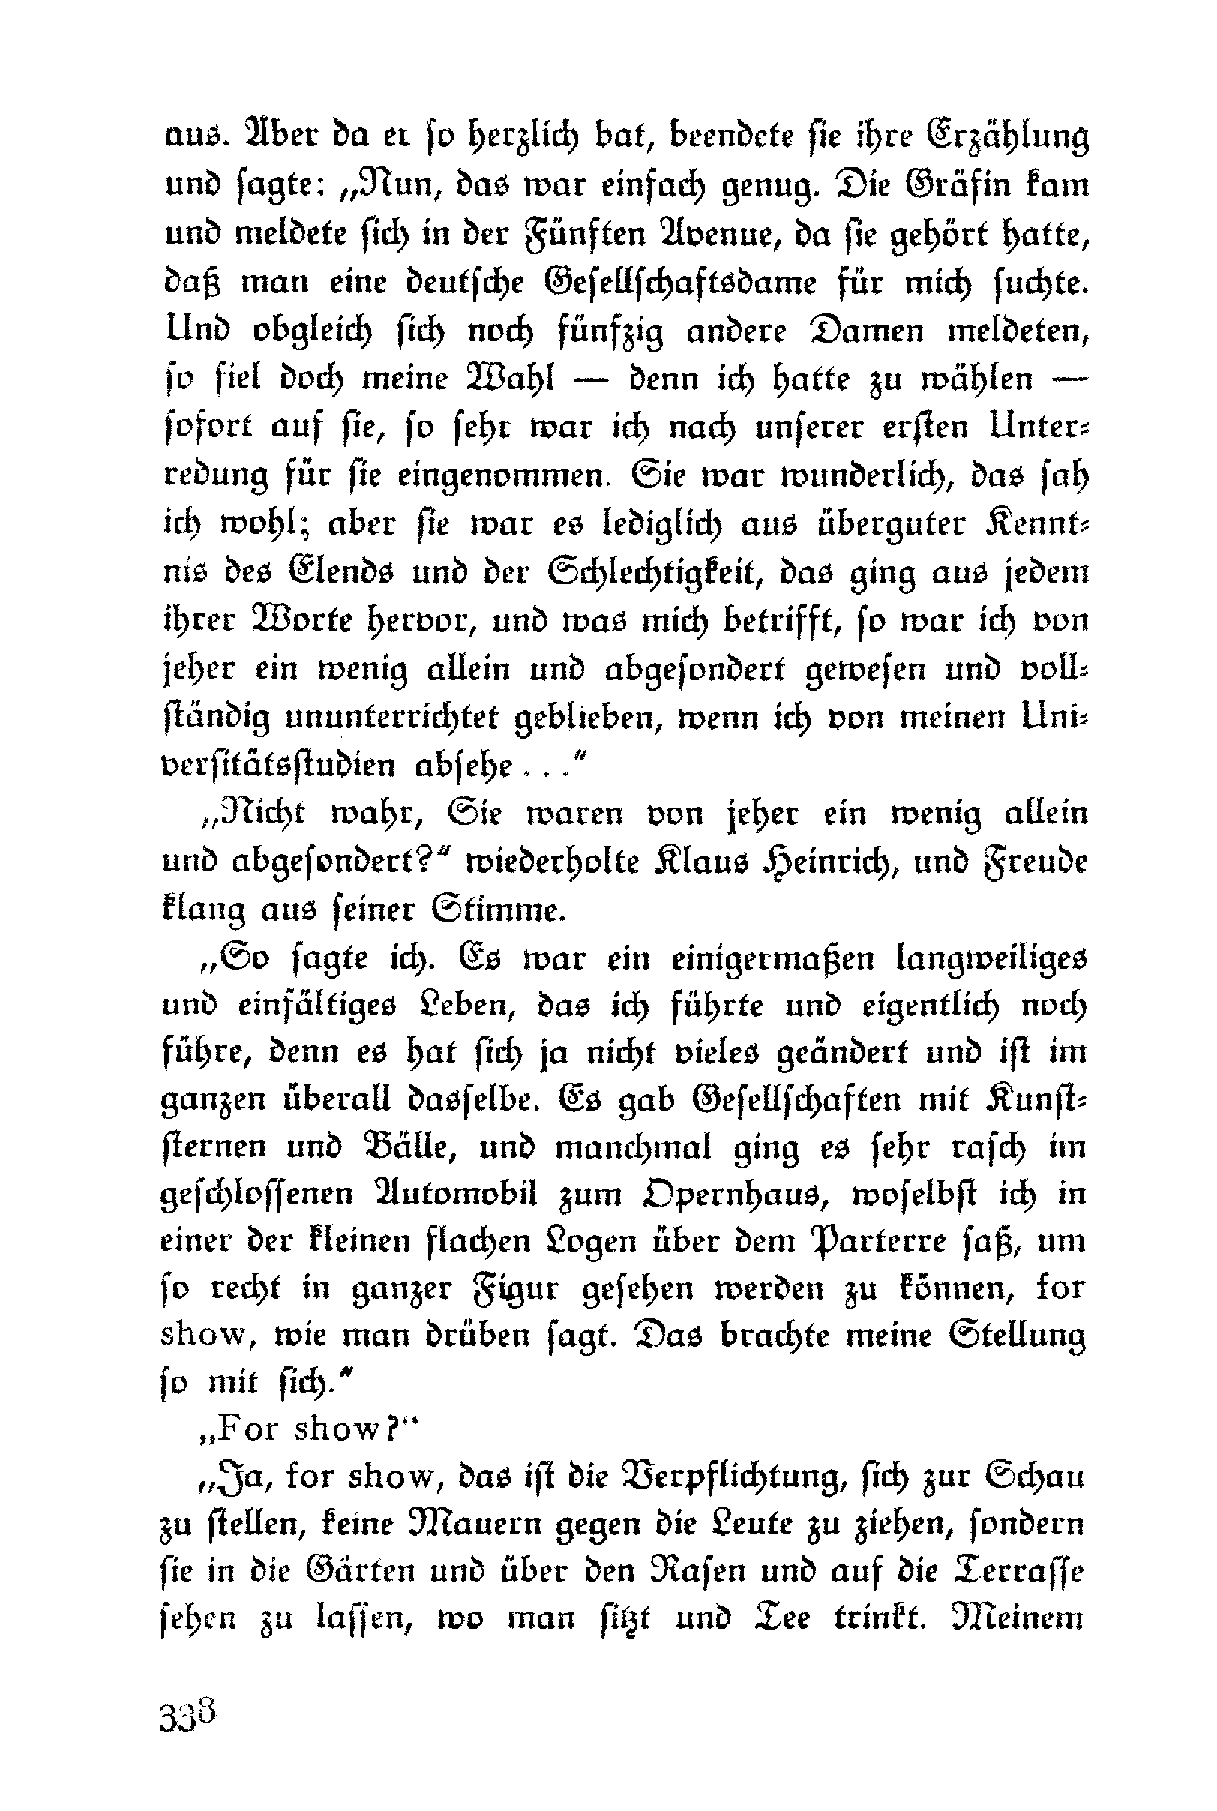 aus. Aber da er so herzlich bat, beendete sie ihre Erzählung
und sagte: „Nun, das war einfach genug. Die Gräfin kam
und meldete sich in der Fünften Avenue, da sie gehört hatte,
daß man eine deutsche Gesellschaftsdame für mich suchte.
Und obgleich sich noch fünfzig andere Damen meldeten,
so fiel doch meine Wahl — denn ich hatte zu wählen —
sofort auf sie, so sehr war ich nach unserer ersten Unter-
redung für sie eingenommen. Sie war wunderlich, das sah
ich wohl; aber sie war es lediglich aus überguter Kennt-
nis des Elends und der Schlechtigkeit, das ging aus jedem
ihrer Worte hervor, und was mich betrifft, so war ich von
jeher ein wenig allein und abgesondert gewesen und voll-
ständig ununterrichtet geblieben, wenn ich von meinen Uni-
versitätsstudien absehe . . .“
„Nicht wahr, Sie waren von jeher ein wenig allein
und abgesondert?“ wiederholte Klaus Heinrich, und Freude
klang aus seiner Stimme.
„So sagte ich. Es war ein einigermaßen langweiliges
und einfältiges Leben, das ich führte und eigentlich noch
führe, denn es hat sich ja nicht vieles geändert und ist im
ganzen überall dasselbe. Es gab Gesellschaften mit Kunst-
sternen und Bälle, und manchmal ging es sehr rasch im
geschlossenen Automobil zum Opernhaus, woselbst ich in
einer der kleinen flachen Logen über dem Parterre saß, um
so recht in ganzer Figur gesehen werden zu können, for
show, wie man drüben sagt. Das brachte meine Stellung
so mit sich.“
„For show?“
„Ja, for show, das ist die Verpflichtung, sich zur Schau
zu stellen, keine Mauern gegen die Leute zu ziehen, sondern
sie in die Gärten und über den Rasen und auf die Terrasse
sehen zu lassen, wo man sitzt und Tee trinkt. Meinem
338